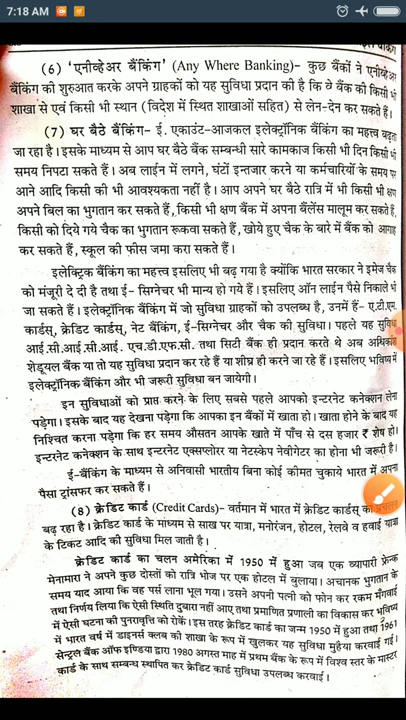 7:18 AM
(6) 'एनीव्हेअर बैंकिंग' (Any Where Banking)- कुछ बैंकों ने एनीव्हेअर
बैंकिंग की शुरुआत करके अपने ग्राहकों को यह सुविधा प्रदान की है कि वे बैंक की किसी भी
शाखा से एवं किसी भी स्थान (विदेश में स्थित शाखाओं सहित) से लेन-देन कर सकते हैं।
(7) घर बैठे बैंकिंग- ई. एकाउंट-आजकल इलेक्ट्रॉनिक बैंकिंग का महत्त्व बढ़ता
जा रहा है। इसके माध्यम से आप घर बैठे बैंक सम्बन्धी सारे कामकाज किसी भी दिन किसी भी
समय निपटा सकते हैं। अब लाईन में लगने, घंटों इन्तजार करने या कर्मचारियों के समय पर
आने आदि किसी की भी आवश्यकता नहीं है। आप अपने घर बैठे रात्रि में भी किसी भी क्षण
अपने बिल का भुगतान कर सकते हैं, किसी भी क्षण बैंक में अपना बैलेंस मालूम कर सकते हैं,
किसी को दिये गये चैक का भुगतान रूकवा सकते हैं, खोये हुए चैक के बारे में बैंक को आगाह
कर सकते हैं, स्कूल की फीस जमा करा सकते हैं।
इलेक्ट्रिक बैंकिंग का महत्त्व इसलिए भी बढ़ गया है क्योंकि भारत सरकार ने इमेज चैक
को मंजूरी दे दी है तथा ई- सिग्नेचर भी मान्य हो गये हैं। इसलिए ऑन लाईन पैसे निकाले भी
जा सकते हैं। इलेक्ट्रॉनिक बैंकिंग में जो सुविधा ग्राहकों को उपलब्ध है, उनमें हैं- ए.टी.एम.
कार्डस्, क्रेडिट कार्डस्, नेट बैंकिंग, ई-सिग्नेचर और चैक की सुविधा। पहले यह सुविधा
आई.सी.आई.सी.आई. एच.डी.एफ.सी. तथा सिटी बैंक ही प्रदान करते थे अब अधिकांश
शेड्यूल बैंक या तो यह सुविधा प्रदान कर रहे हैं या शीघ्र ही करने जा रहे हैं। इसलिए भविष्य में
इलेक्ट्रॉनिक बैंकिंग और भी जरूरी सुविधा बन जायेगी।
इन सुविधाओं को प्राप्त करने के लिए सबसे पहले आपको इन्टरनेट कनेक्शन लेना
पड़ेगा। इसके बाद यह देखना पड़ेगा कि आपका इन बैंकों में खाता हो। खाता होने के बाद यह
निश्चित करना पड़ेगा कि हर समय औसतन आपके खाते में पाँच से दस हजार ₹ शेष हो।
इन्टरनेट कनेक्शन के साथ इन्टरनेट एक्सप्लोरर या नेटस्केप नेवीगेटर का होना भी जरूरी है।
ई-बैंकिंग के माध्यम से अनिवासी भारतीय बिना कोई कीमत चुकाये भारत में अपना
पैसा ट्रांसफर कर सकते हैं।
(8) क्रेडिट कार्ड (Credit Cards)- वर्तमान में भारत में क्रेडिट कार्डस् का प्रचलन
बढ़ रहा है। क्रेडिट कार्ड के माध्यम से साख पर यात्रा, मनोरंजन, होटल, रेलवे व हवाई यात्रा
के टिकट आदि की सुविधा मिल जाती है।
क्रेडिट कार्ड का चलन अमेरिका में 1950 में हुआ जब एक व्यापारी फ्रेन्क
मेनामारा ने अपने कुछ दोस्तों को रात्रि भोज पर एक होटल में बुलाया। अचानक भुगतान के
समय याद आया कि वह पर्स लाना भूल गया। उसने अपनी पत्नी को फोन कर रकम मँगवाई
तथा निर्णय लिया कि ऐसी स्थिति दुबारा नहीं आए तथा प्रमाणित प्रणाली का विकास कर भविष्य
में ऐसी घटना की पुनरावृत्ति को रोकें। इस तरह क्रेडिट कार्ड का जन्म 1950 में हुआ तथा 1961
में भारत वर्ष में डाइनर्स क्लब की शाखा के रूप में खुलकर यह सुविधा मुहैया करवाई गई।
सेन्ट्रल बैंक ऑफ इण्डिया द्वारा 1980 अगस्त माह में प्रथम बैंक के रूप में विश्व स्तर के मास्टर
कार्ड के साथ सम्बन्ध स्थापित कर क्रेडिट कार्ड सुविधा उपलब्ध करवाई।